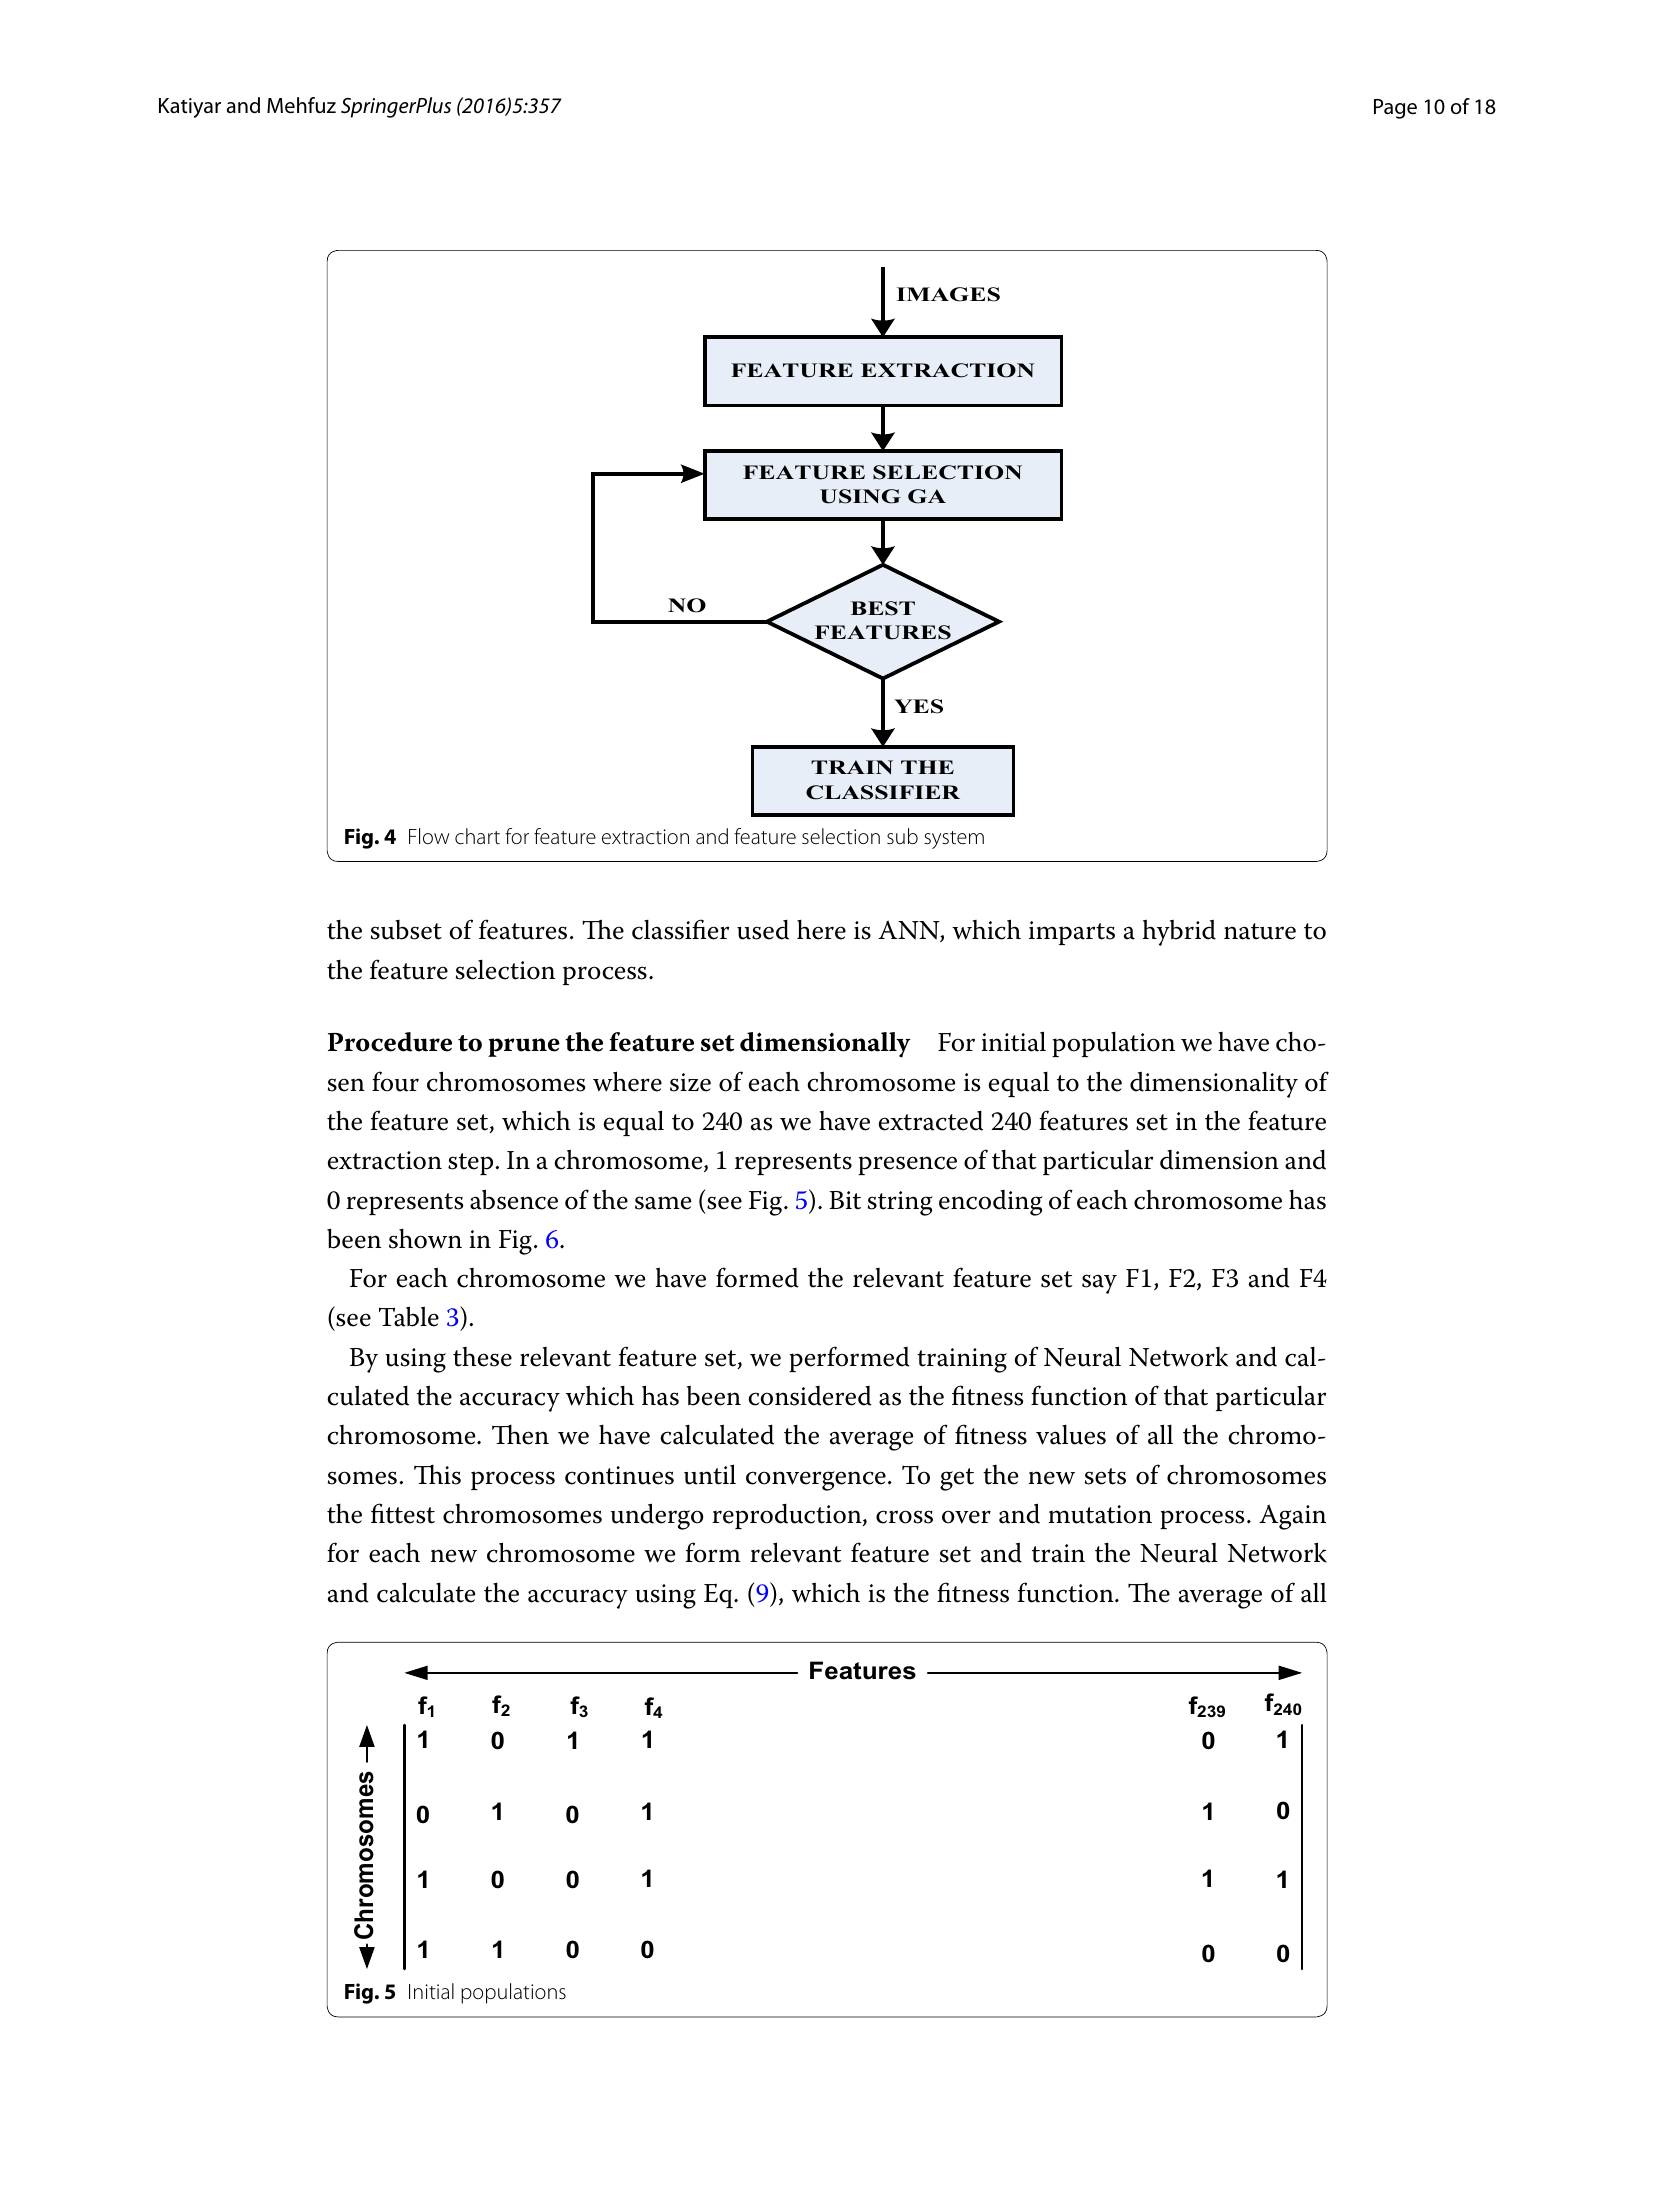 Katiyar and Mehfuz SpringerPlus (2016)5:357
Page 10 of 18
IMAGES
FEATURE EXTRACTION
FEATURE SELECTION
USING GA
NO
BEST
FEATURES
YES
TRAIN THE
CLASSIFIER
Fig. 4 Flow chart for feature extraction and feature selection sub system
the subset of features. The classifier used here is ANN, which imparts a hybrid nature to
the feature selection process.
Procedure to prune the feature set dimensionally For initial population we have cho-
sen four chromosomes where size of each chromosome is equal to the dimensionality of
the feature set, which is equal to 240 as we have extracted 240 features set in the feature
extraction step. In a chromosome, 1 represents presence of that particular dimension and
0 represents absence of the same (see Fig. 5). Bit string encoding of each chromosome has
been shown in Fig. 6.
For each chromosome we have formed the relevant feature set say F1, F2, F3 and F4
(see Table 3).
By using these relevant feature set, we performed training of Neural Network and cal-
culated the accuracy which has been considered as the fitness function of that particular
chromosome. Then we have calculated the average of fitness values of all the chromo-
somes. This process continues until convergence. To get the new sets of chromosomes
the fittest chromosomes undergo reproduction, cross over and mutation process. Again
for each new chromosome we form relevant feature set and train the Neural Network
and calculate the accuracy using Eq. (9), which is the fitness function. The average of all
Features
f1 f2 f3 f4 f239 f240
Chromosomes
1 0 1 1 0 1
0 1 0 1 1 0
1 0 0 1 1 1
1 1 0 0 0 0
Fig. 5 Initial populations